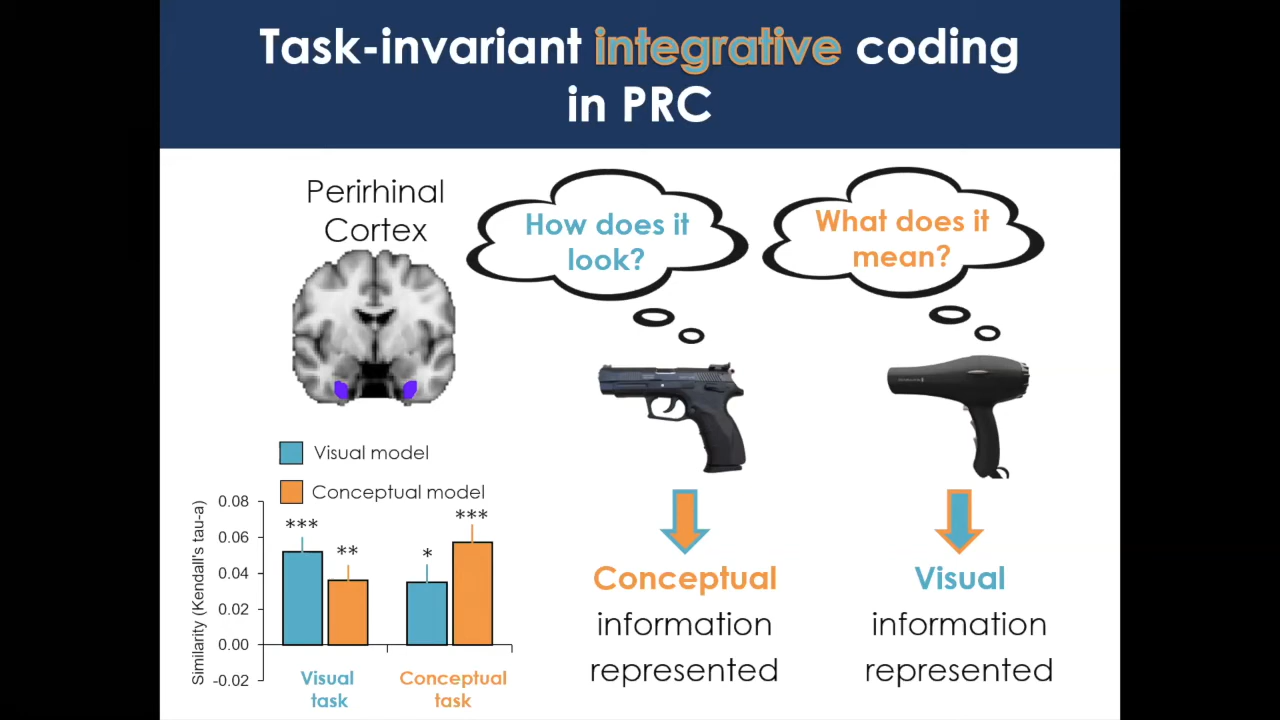 Task-invariant integrative coding
in PRC
Perirhinal
Cortex
How does it
look?
What does it
mean?
Visual model
Conceptual model
Similarity (Kendall's tau-a)
0.08
0.06
0.04
0.02
0.00
-0.02
***
**
*
***
Visual
task
Conceptual
task
Conceptual
information
represented
Visual
information
represented